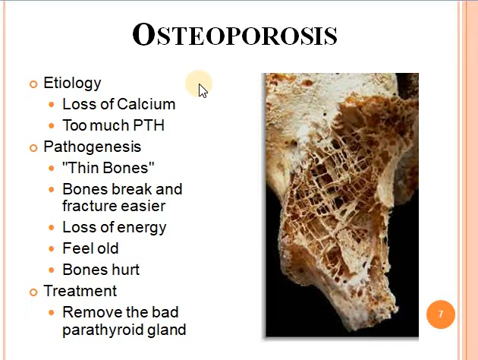 OSTEOPOROSIS
Etiology
Loss of Calcium
Too much PTH
Pathogenesis
"Thin Bones"
Bones break and
fracture easier
Loss of energy
Feel old
Bones hurt
Treatment
Remove the bad
parathyroid gland
7